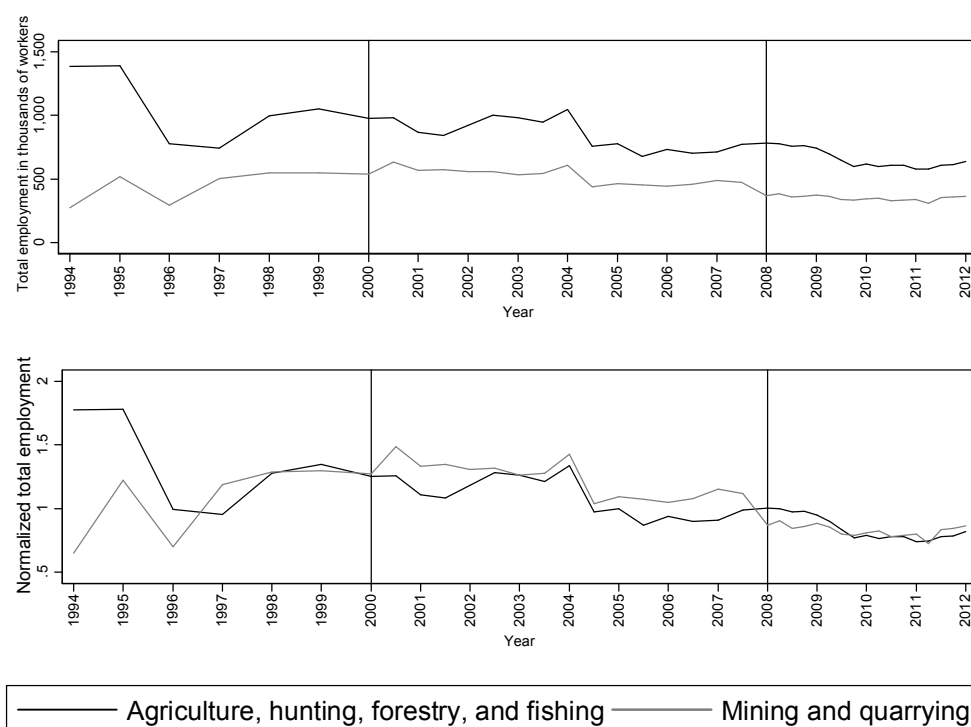 Total employment in thousands of workers
1,500
1,000
500
0
1994 1995 1996 1997 1998 1999 2000 2001 2002 2003 2004 2005 2006 2007 2008 2009 2010 2011 2012
Year
Normalized total employment
2
1.5
1
.5
1994 1995 1996 1997 1998 1999 2000 2001 2002 2003 2004 2005 2006 2007 2008 2009 2010 2011 2012
Year
Agriculture, hunting, forestry, and fishing Mining and quarrying